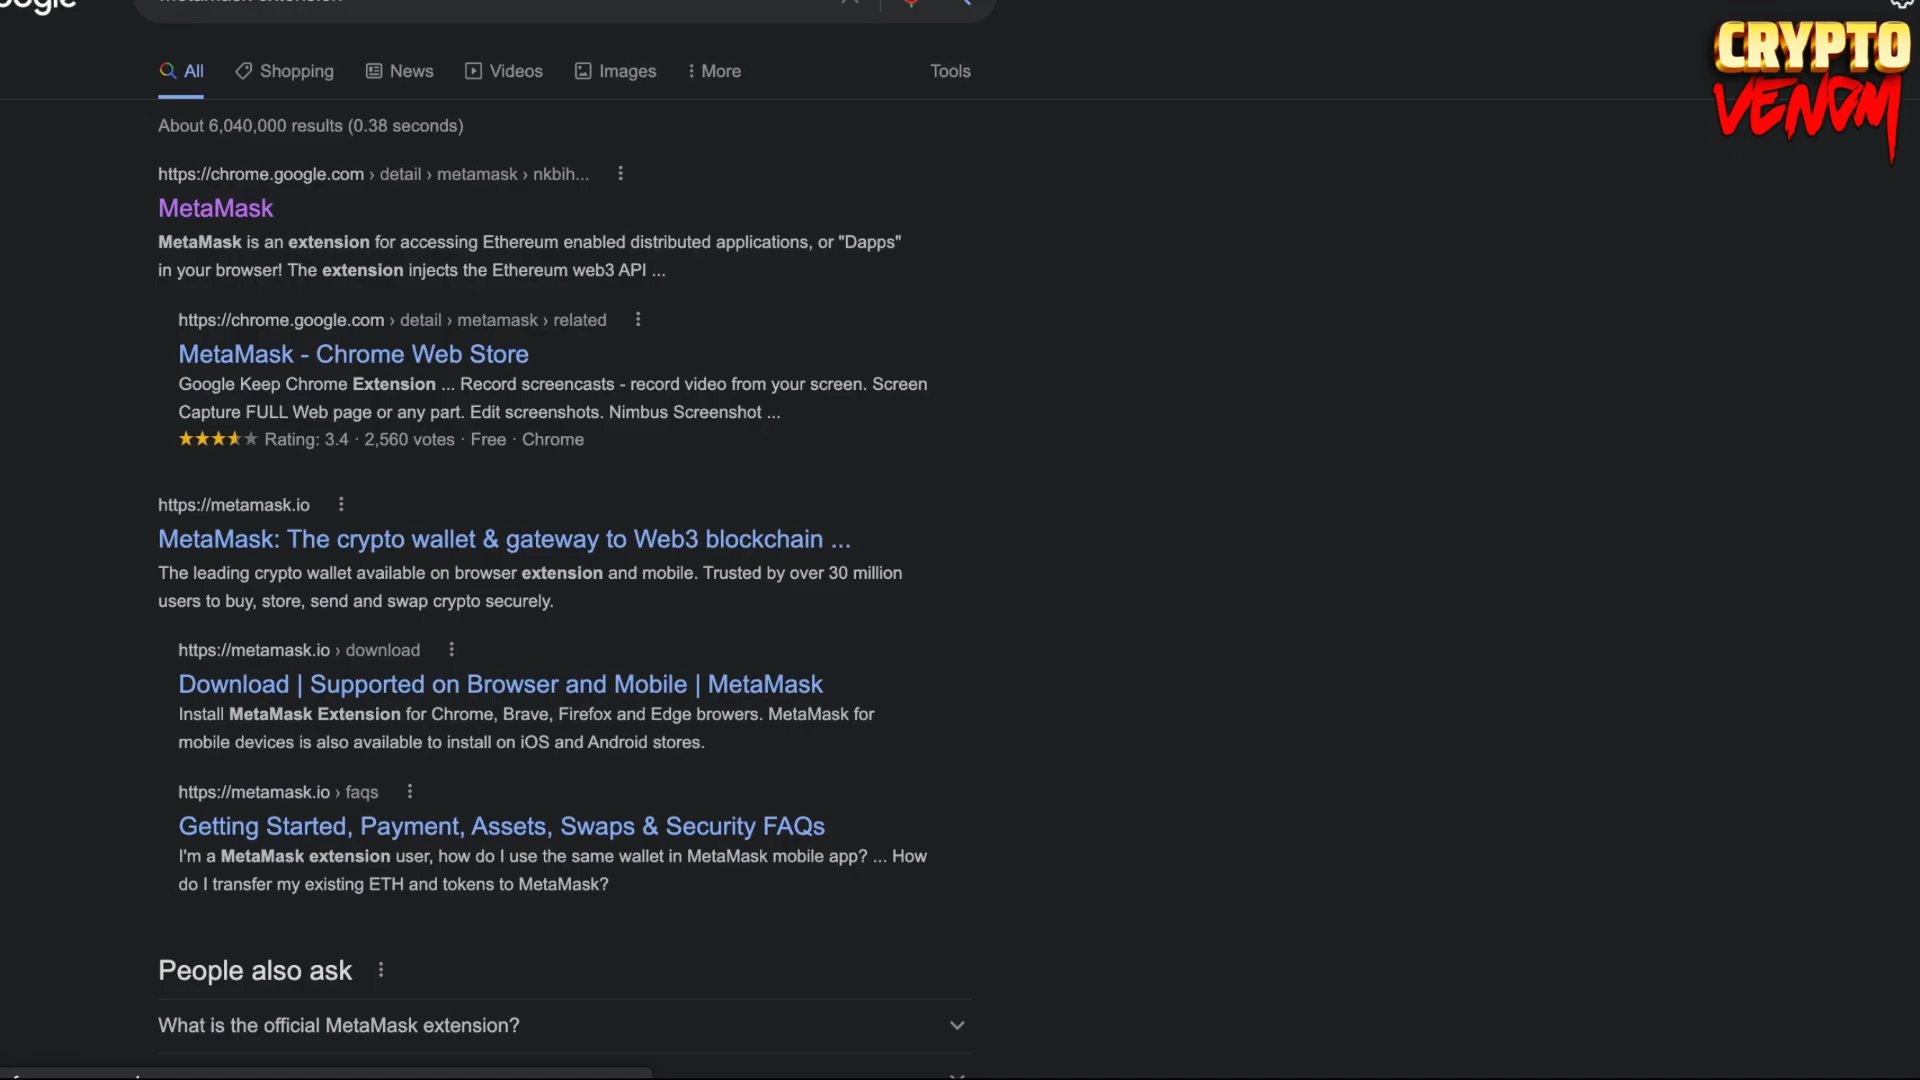 All Shopping News Videos Images More Tools
CRYPTO
VENOM
About 6,040,000 results (0.38 seconds)
https://chrome.google.com › detail › metamask › nkbih...
MetaMask
MetaMask is an extension for accessing Ethereum enabled distributed applications, or "Dapps"
in your browser! The extension injects the Ethereum web3 API ...
https://chrome.google.com › detail › metamask › related
MetaMask - Chrome Web Store
Google Keep Chrome Extension ... Record screencasts - record video from your screen. Screen
Capture FULL Web page or any part. Edit screenshots. Nimbus Screenshot ...
Rating: 3.4 · 2,560 votes · Free · Chrome
https://metamask.io
MetaMask: The crypto wallet & gateway to Web3 blockchain ...
The leading crypto wallet available on browser extension and mobile. Trusted by over 30 million
users to buy, store, send and swap crypto securely.
https://metamask.io › download
Download | Supported on Browser and Mobile | MetaMask
Install MetaMask Extension for Chrome, Brave, Firefox and Edge browers. MetaMask for
mobile devices is also available to install on iOS and Android stores.
https://metamask.io › faqs
Getting Started, Payment, Assets, Swaps & Security FAQs
I'm a MetaMask extension user, how do I use the same wallet in MetaMask mobile app? ... How
do I transfer my existing ETH and tokens to MetaMask?
People also ask
What is the official MetaMask extension?